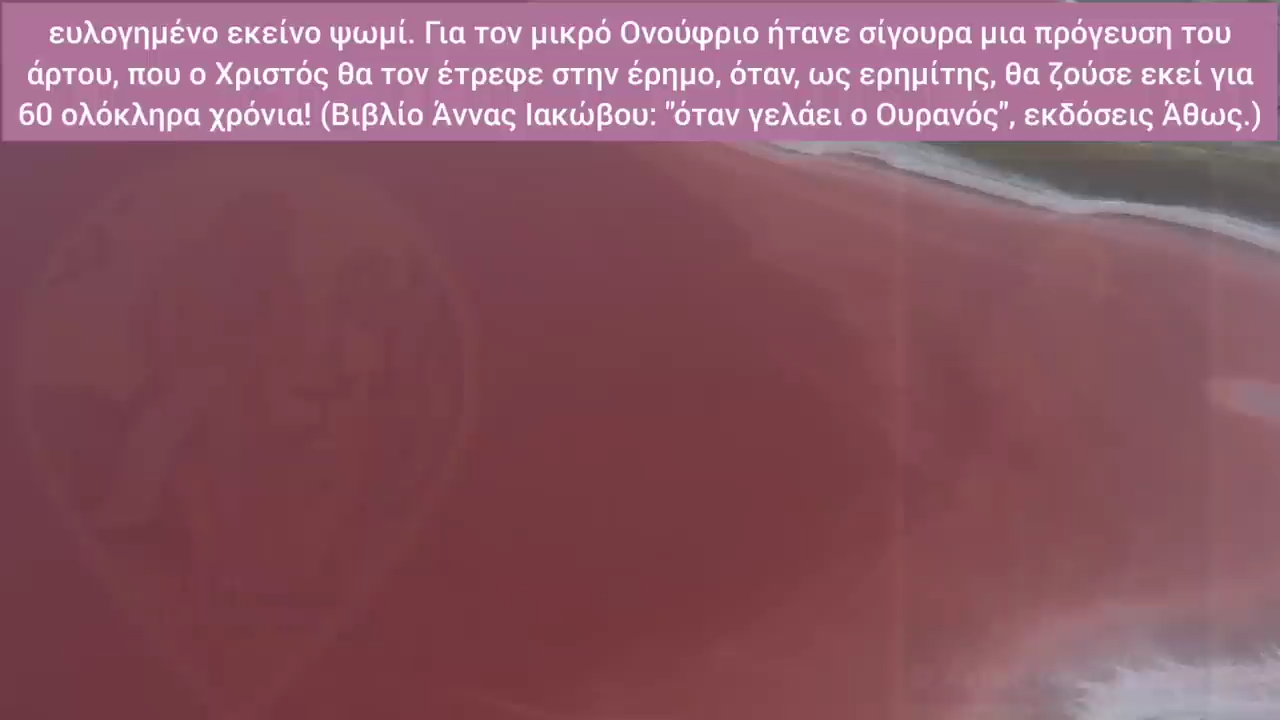 ευλογημένο εκείνο ψωμί. Για τον μικρό Ονούφριο ήτανε σίγουρα μια πρόγευση του
άρτου, που ο Χριστός θα τον έτρεφε στην έρημο, όταν, ως ερημίτης, θα ζούσε εκεί για
60 ολόκληρα χρόνια! (Βιβλίο Άννας Ιακώβου: "όταν γελάει ο Ουρανός", εκδόσεις Άθως.)